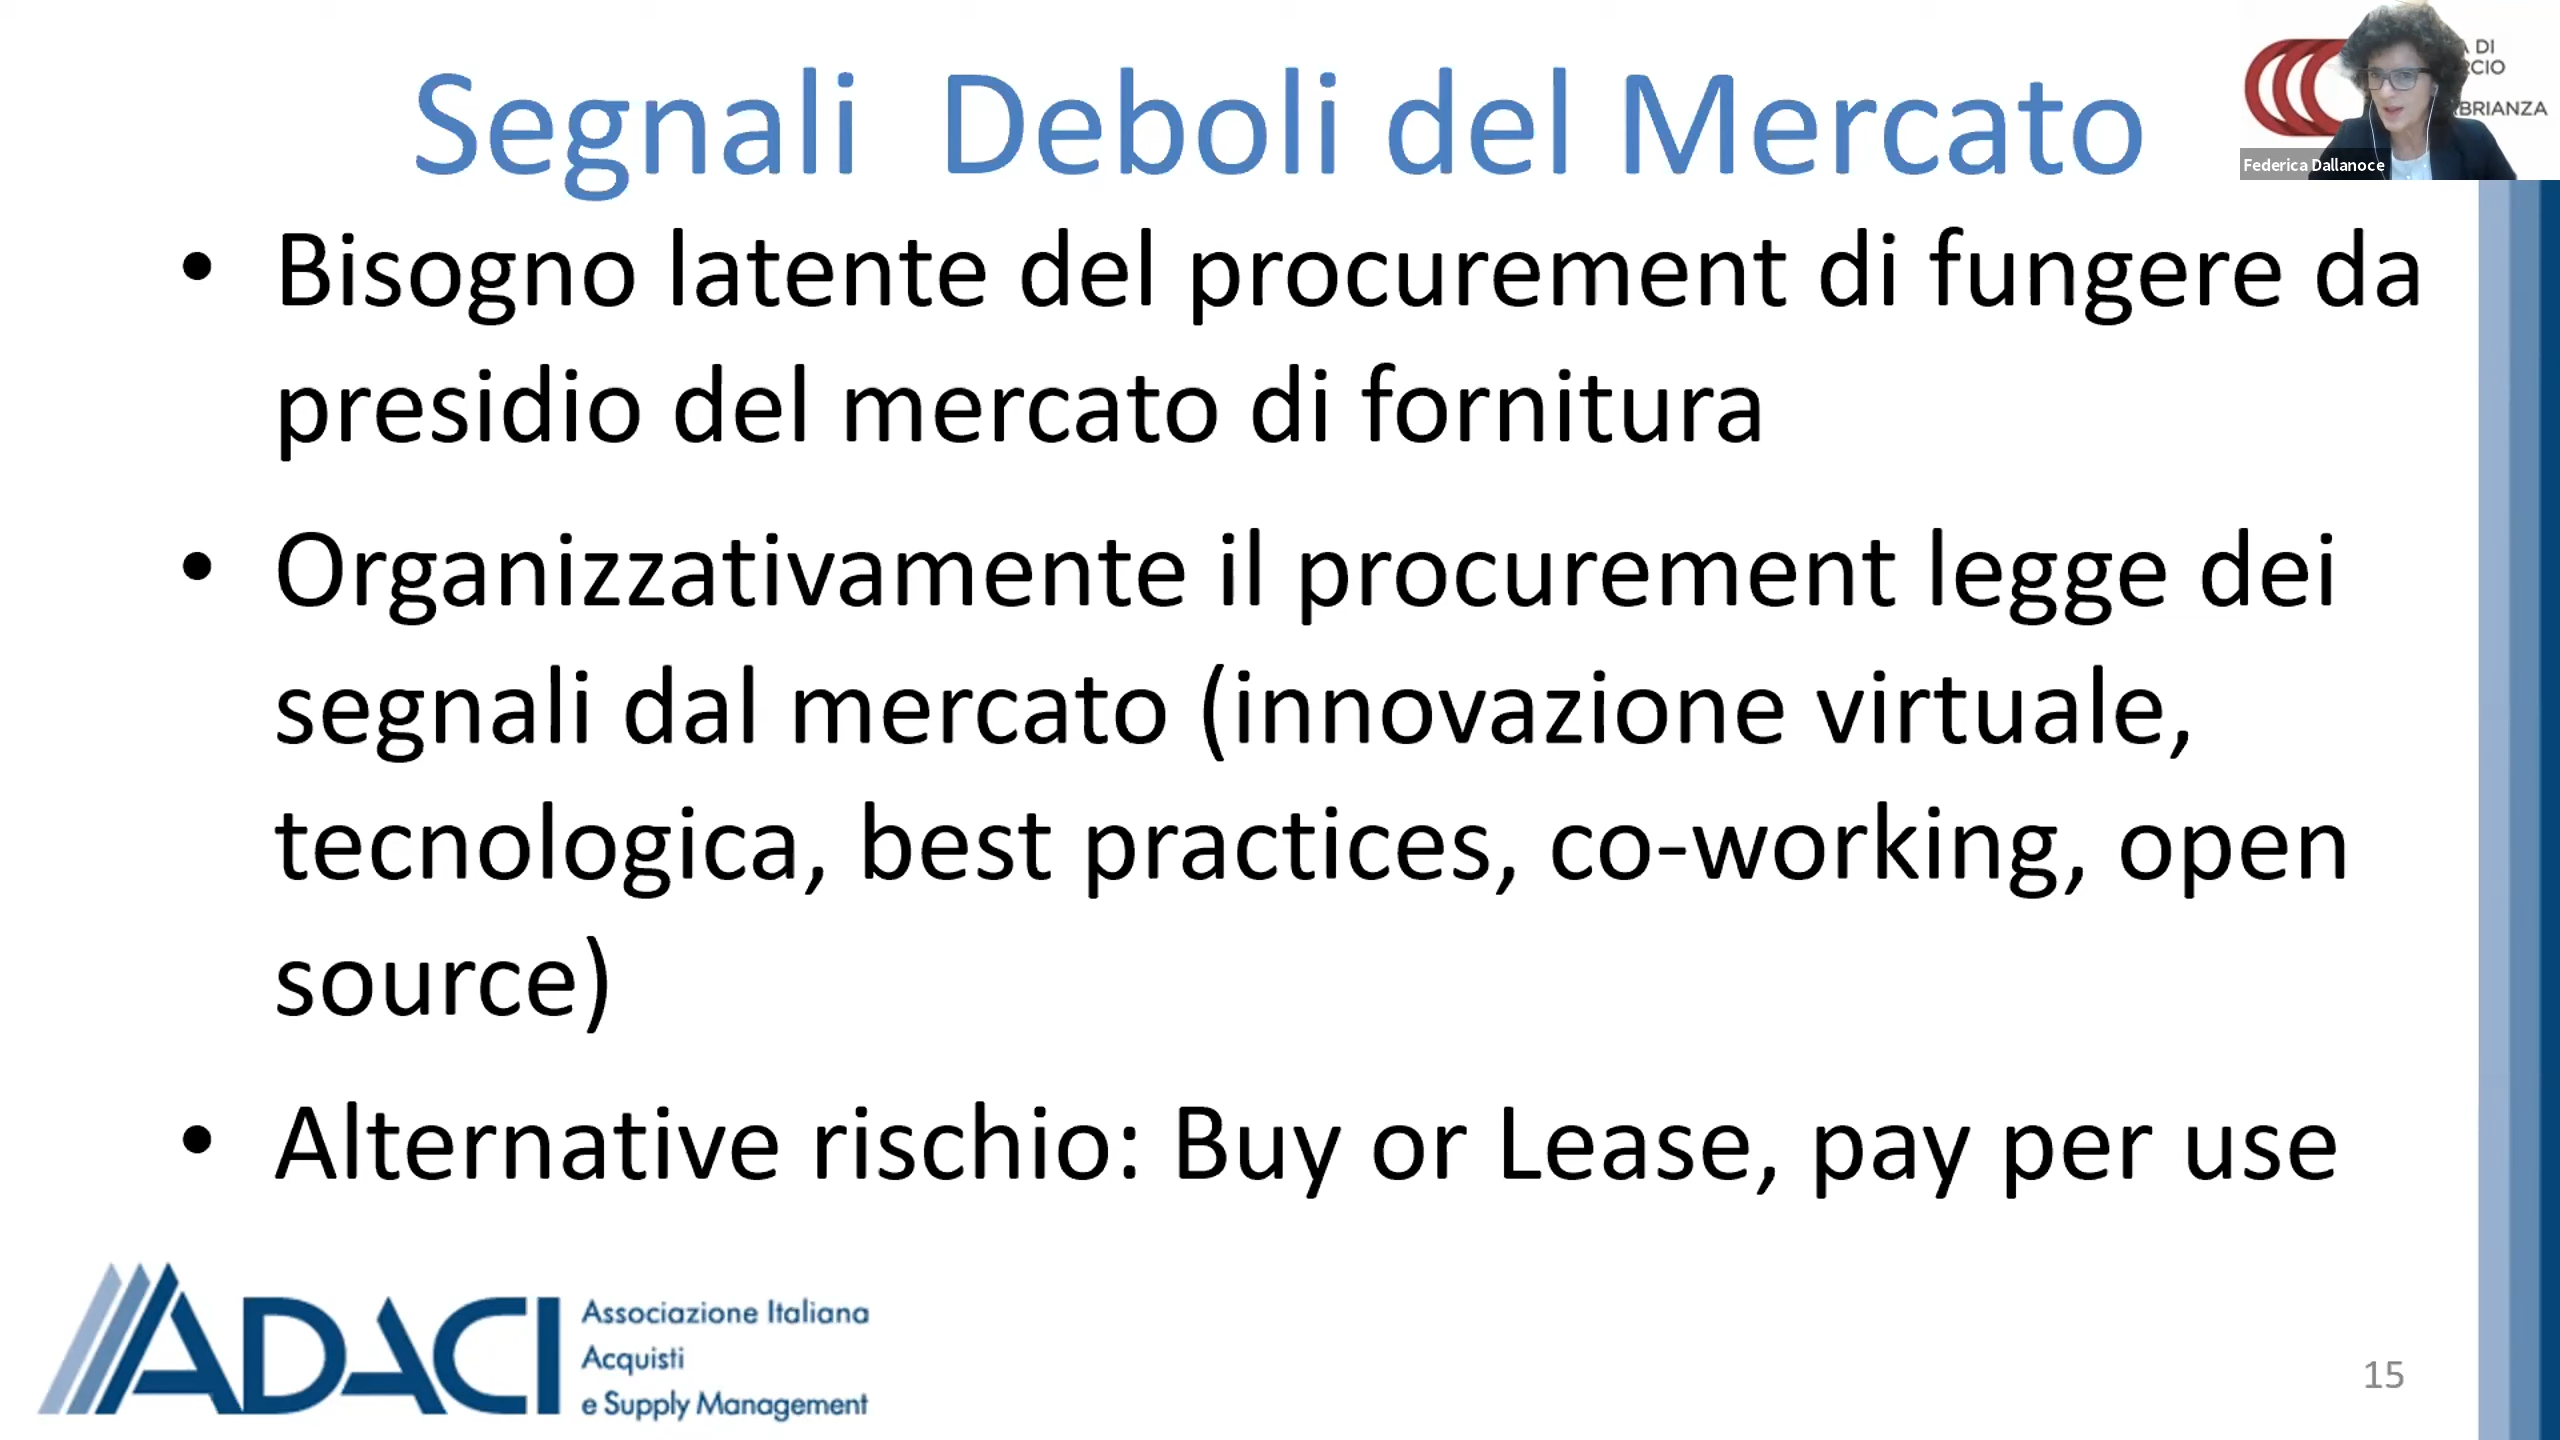 Segnali  Deboli del Mercato
DI
BRIANZA
Federica Dallanoce
• Bisogno latente del procurement di fungere da
presidio del mercato di fornitura
• Organizzativamente il procurement legge dei
segnali dal mercato (innovazione virtuale,
tecnologica, best practices, co-working, open
source)
• Alternative rischio: Buy or Lease, pay per use
ADACI
Associazione Italiana
Acquisti
e Supply Management
15